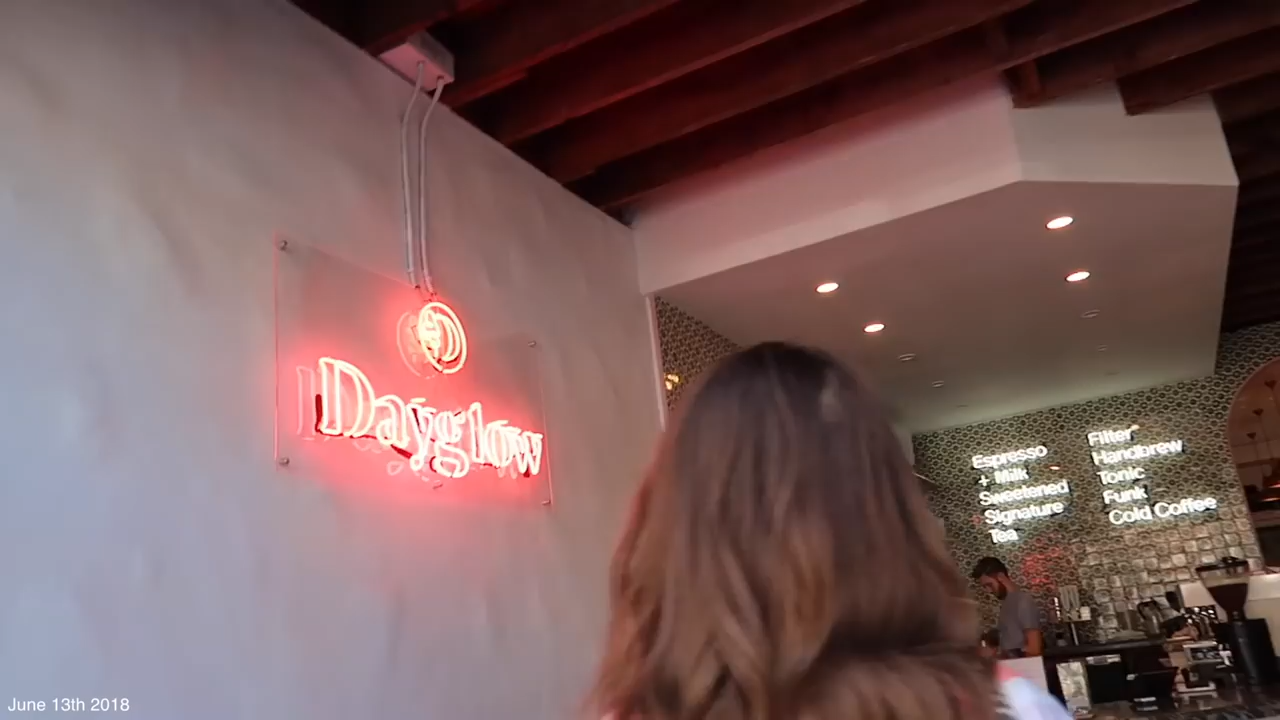 Dayglow
Espresso
+ Milk
Sweetened
Signature
Tea
Filter
Handbrew
Tonic
Funk
Cold Coffee
June 13th 2018